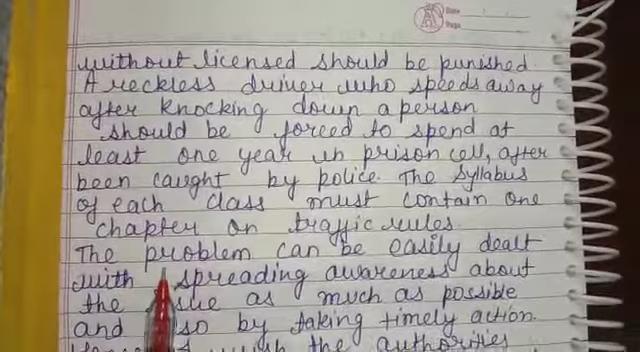 Date
Page
without licensed should be punished.
A reckless driver who speeds away
after knocking down a person
should be forced to spend at
least one year in prison cell, after
been caught by police. The syllabus
of each class must contain one
chapter on traffic rules.
The problem can be easily dealt
with spreading awareness about
the as much as possible
and by taking timely action.
the authorities